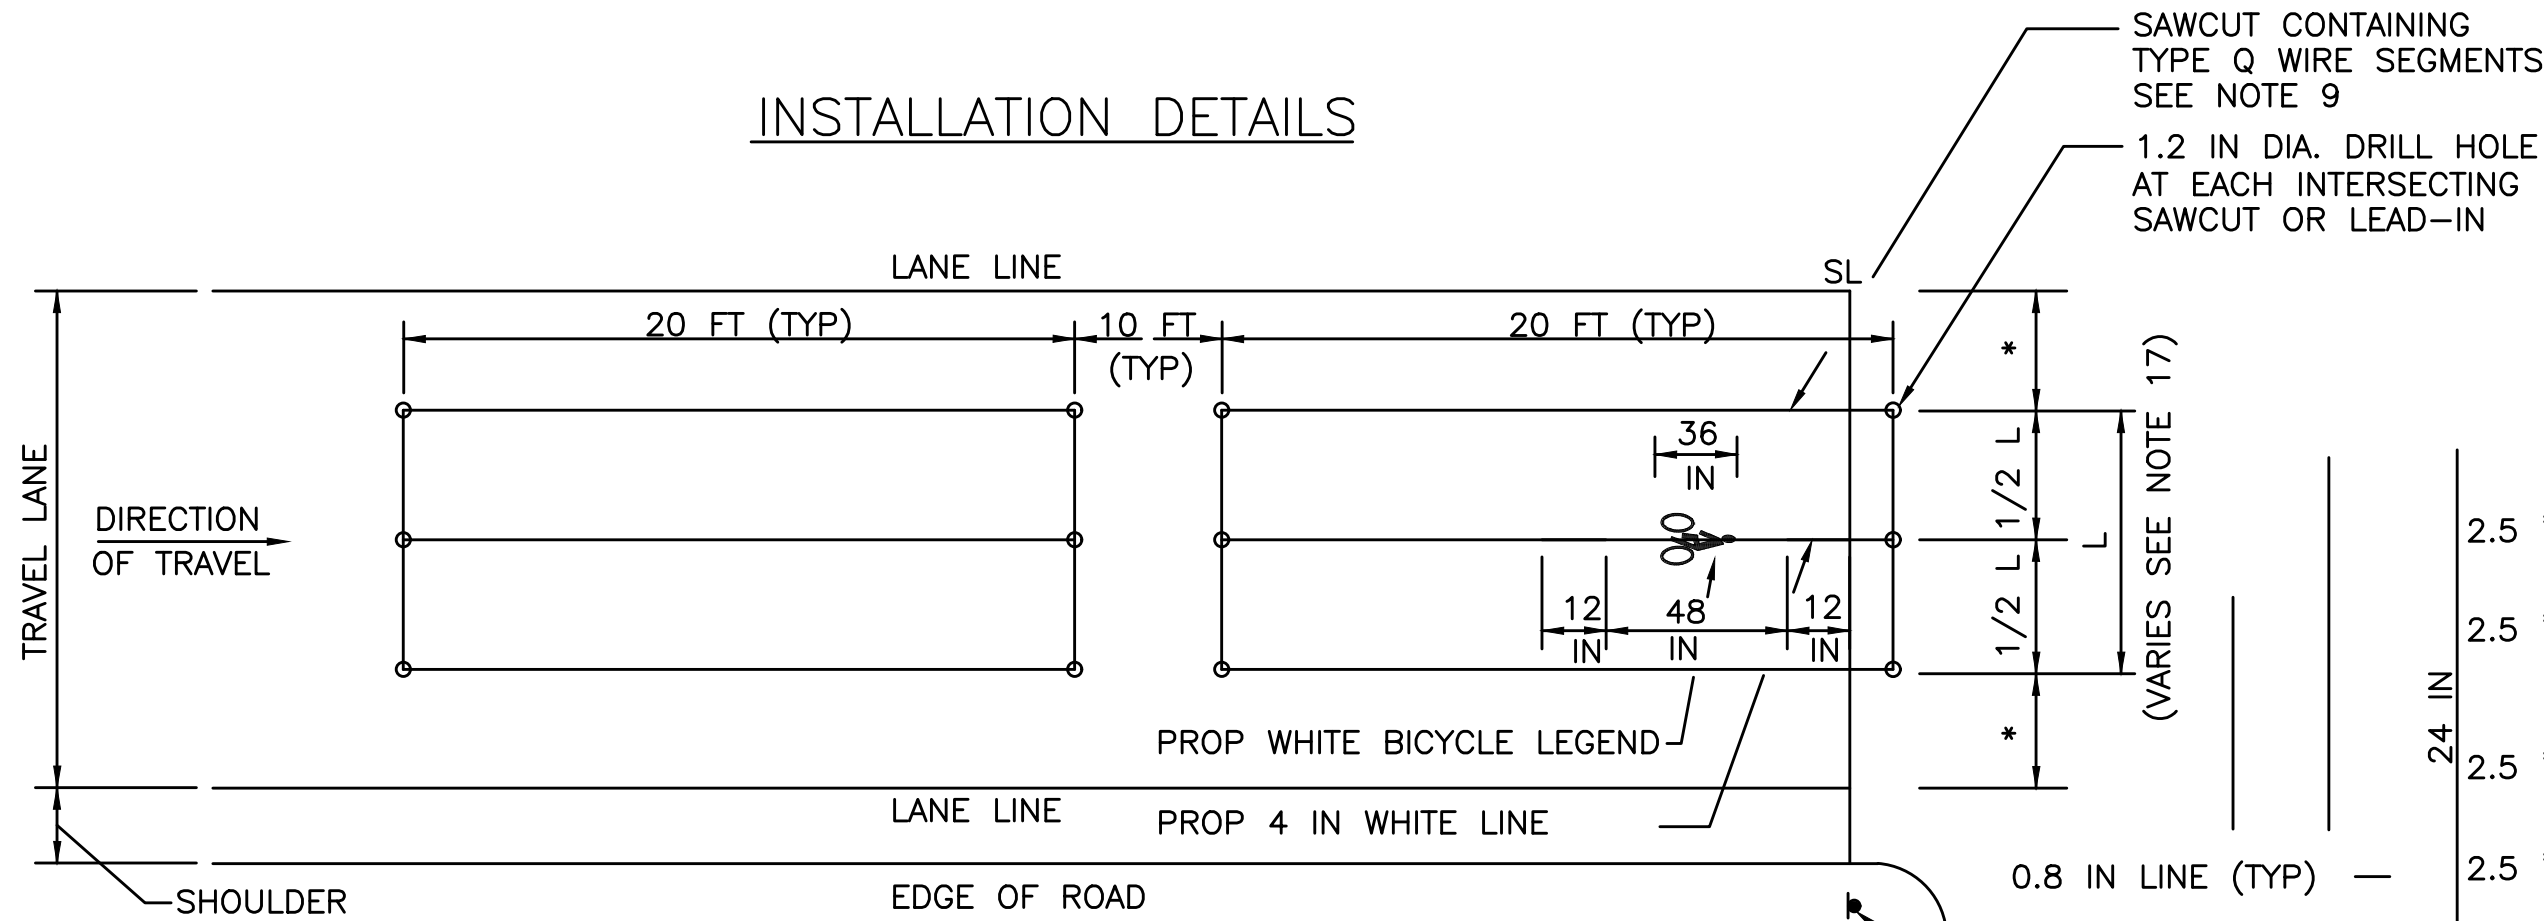 INSTALLATION DETAILS
SAWCUT CONTAINING
TYPE Q WIRE SEGMENTS
SEE NOTE 9
1.2 IN DIA. DRILL HOLE
AT EACH INTERSECTING
SAWCUT OR LEAD-IN
LANE LINE
SL
20 FT (TYP)
10 FT
(TYP)
20 FT (TYP)
*
36
IN
TRAVEL LANE
DIRECTION
OF TRAVEL
1/2 L
1/2 L
L
(VARIES SEE NOTE 17)
12
IN
48
IN
12
IN
*
PROP WHITE BICYCLE LEGEND
PROP 4 IN WHITE LINE
LANE LINE
SHOULDER
EDGE OF ROAD
0.8 IN LINE (TYP)
24 IN
2.5
2.5
2.5
2.5